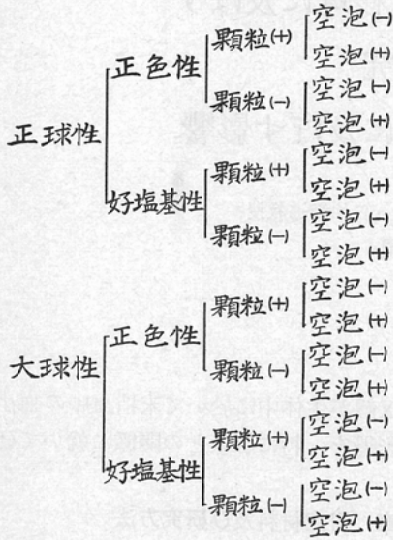 空泡(-)
顆粒(+)
空泡(+)
正色性
空泡(-)
顆粒(-)
空泡(+)
正球性
空泡(-)
顆粒(+)
空泡(+)
好塩基性
空泡(-)
顆粒(-)
空泡(+)
空泡(-)
顆粒(+)
空泡(+)
正色性
空泡(-)
大球性
顆粒(-)
空泡(+)
空泡(-)
顆粒(+)
空泡(+)
好塩基性
空泡(-)
顆粒(-)
空泡(+)